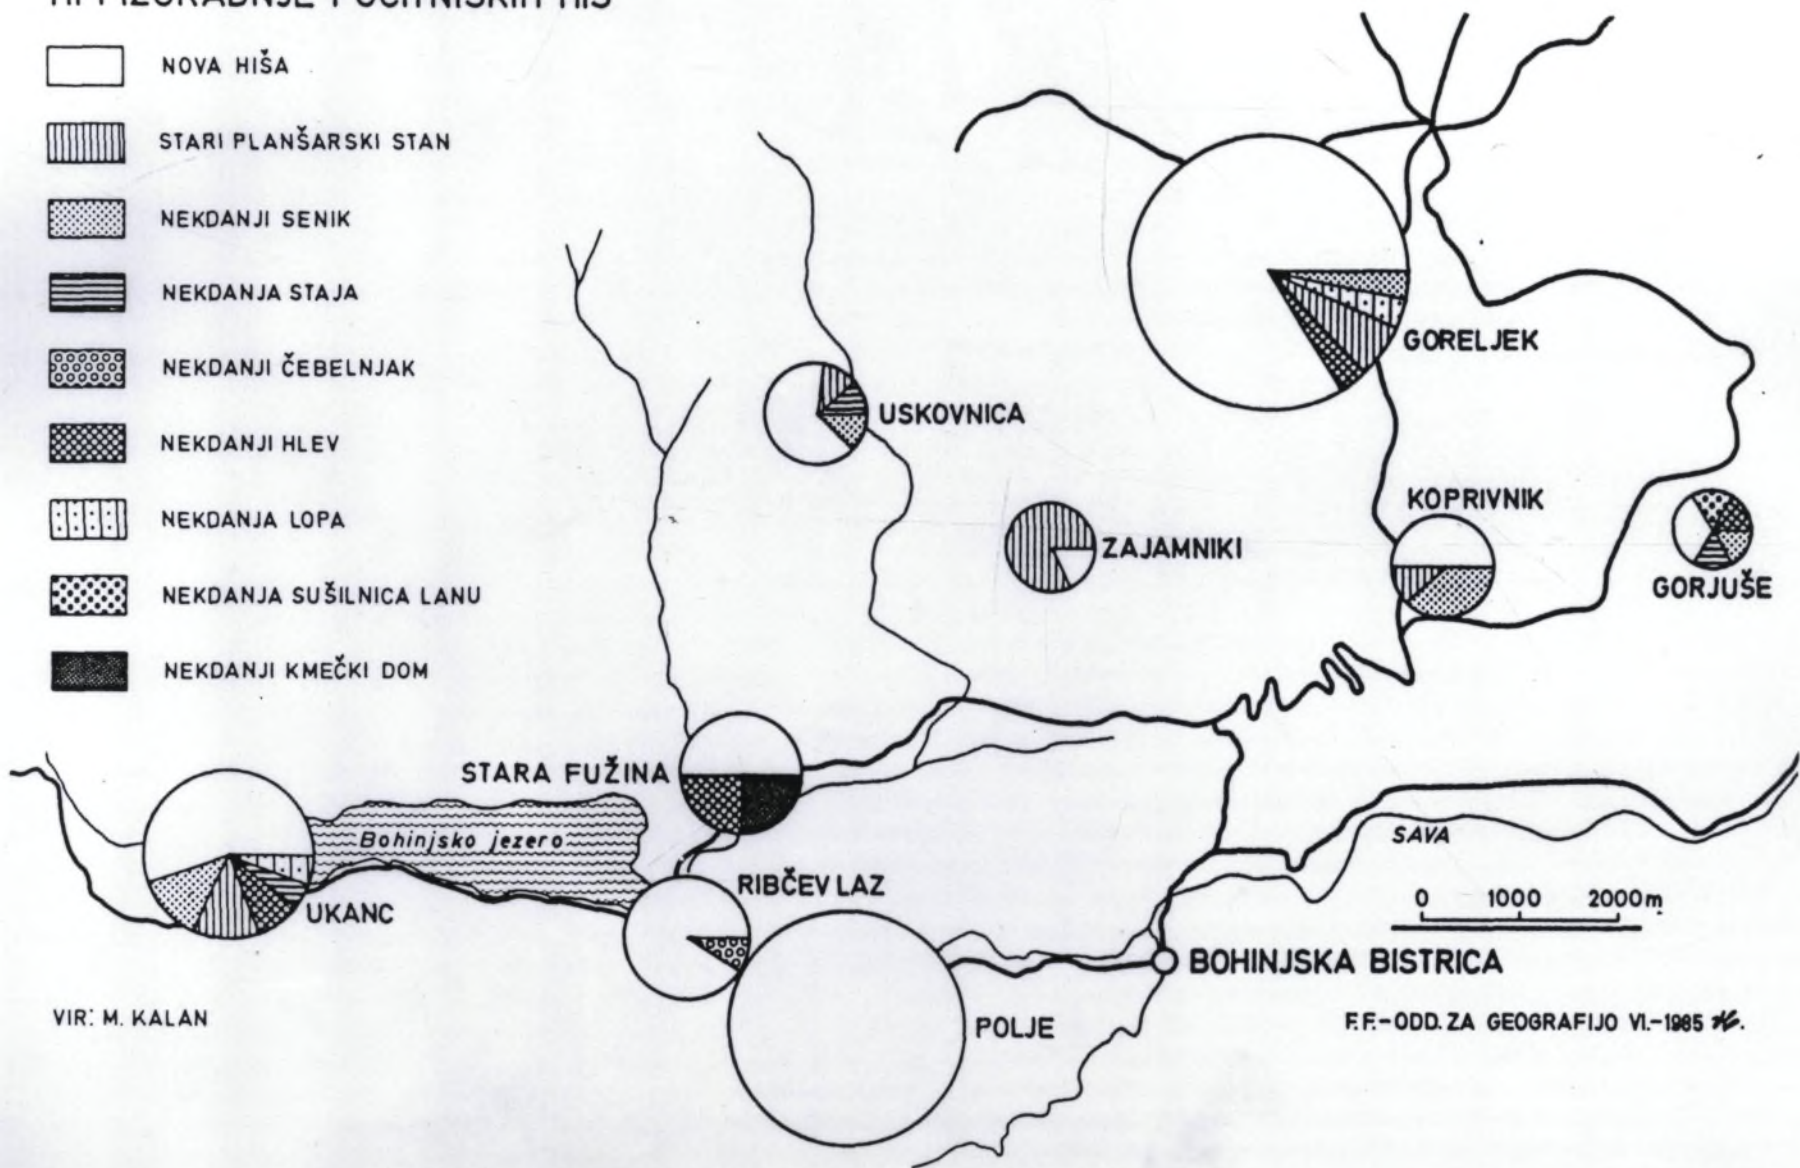 NOVA HIŠA
STARI PLANŠARSKI STAN
NEKDANJI SENIK
NEKDANJA STAJA
NEKDANJI ČEBELNJAK
NEKDANJI HLEV
NEKDANJA LOPA
NEKDANJA SUŠILNICA LANU
NEKDANJI KMEČKI DOM
GORELJEK
USKOVNICA
KOPRIVNIK
ZAJAMNIKI
GORJUŠE
STARA FUŽINA
Bohinjsko jezero
SAVA
RIBČEV LAZ
UKANC
0 1000 2000 m
BOHINJSKA BISTRICA
POLJE
VIR: M. KALAN
F.F.-ODD. ZA GEOGRAFIJO VI.-1985